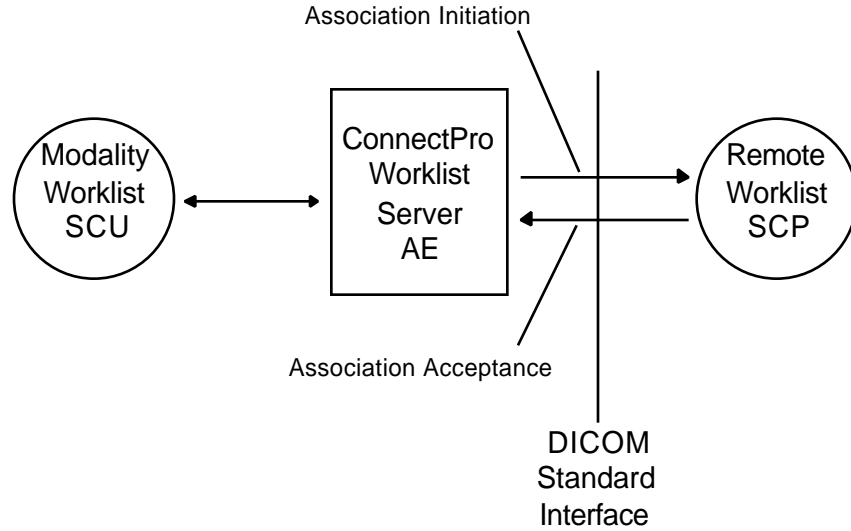 Association Initiation
Modality
Worklist
SCU
ConnectPro
Worklist
Server
AE
Remote
Worklist
SCP
Association Acceptance
DICOM
Standard
Interface